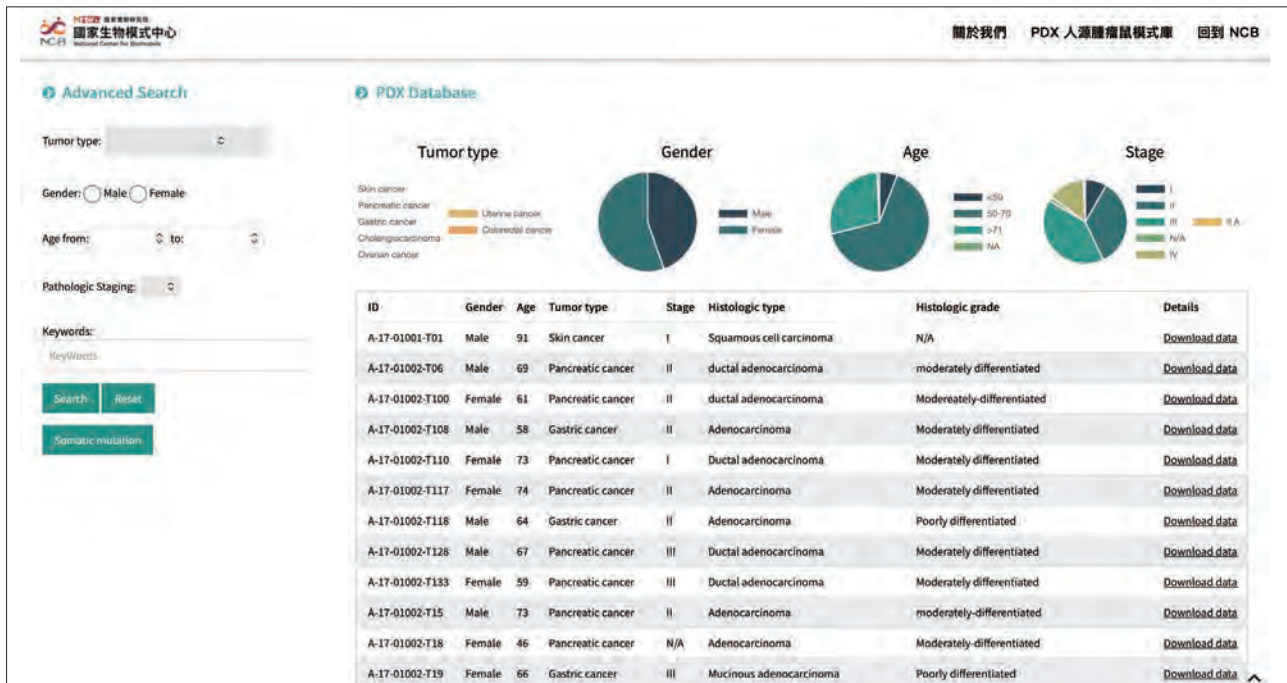 NCB
國家生物模式中心
National Center for Biomodels
關於我們 PDX 人源腫瘤鼠模式庫 回到 NCB
Advanced Search
Tumor type:
Gender: Male Female
Age from: to:
Pathologic Staging:
Keywords:
KeyWords
Search Reset
Somatic mutation
PDX Database
Tumor type
Skin cancer
Pancreatic cancer
Gastric cancer
Cholangiocarcinoma
Ovarian cancer
Uterine cancer
Colorectal cancer
Gender
Male
Female
Age
50-70
>71
NA
Stage
I
II
III
N/A
IV
II A
ID Gender Age Tumor type Stage Histologic type Histologic grade Details
A-17-01001-T01 Male 91 Skin cancer I Squamous cell carcinoma N/A Download data
A-17-01002-T06 Male 69 Pancreatic cancer II ductal adenocarcinoma moderately differentiated Download data
A-17-01002-T100 Female 61 Pancreatic cancer II ductal adenocarcinoma Modereately-differentiated Download data
A-17-01002-T108 Male 58 Gastric cancer II Adenocarcinoma Moderately differentiated Download data
A-17-01002-T110 Female 73 Pancreatic cancer I Ductal adenocarcinoma Moderately differentiated Download data
A-17-01002-T117 Female 74 Pancreatic cancer II Adenocarcinoma Moderately differentiated Download data
A-17-01002-T118 Male 64 Gastric cancer II Adenocarcinoma Poorly differentiated Download data
A-17-01002-T128 Male 67 Pancreatic cancer III Ductal adenocarcinoma Moderately differentiated Download data
A-17-01002-T133 Female 59 Pancreatic cancer III Ductal adenocarcinoma Moderately differentiated Download data
A-17-01002-T15 Male 73 Pancreatic cancer II Adenocarcinoma moderately-differentiated Download data
A-17-01002-T18 Female 46 Pancreatic cancer N/A Adenocarcinoma Moderately-differentiated Download data
A-17-01002-T19 Female 66 Gastric cancer III Mucinous adenocarcinoma Poorly differentiated Download data